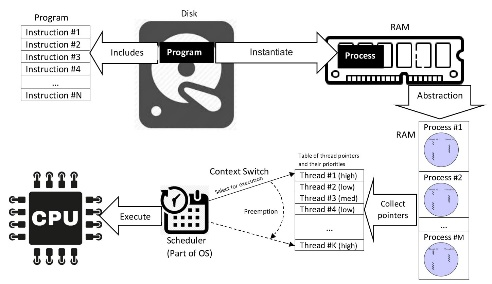 Program
Instruction #1
Instruction #2
Instruction #3
Instruction #4
...
Instruction #N
Includes
Disk
Program
Instantiate
RAM
Process
Abstraction
RAM
Process #1
Process #2
...
Process #M
Collect
pointers
Table of thread pointers
and their priorities
Thread #1 (high)
Thread #2 (low)
Thread #3 (med)
Thread #4 (low)
...
Thread #K (high)
Context Switch
Select for execution
Preemption
Scheduler
(Part of OS)
Execute
CPU